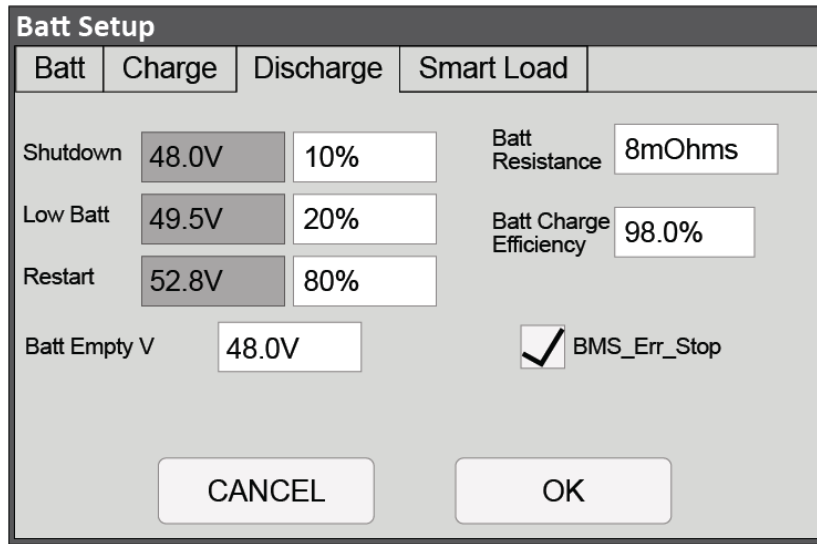 Batt Setup
Batt Charge Discharge Smart Load
Shutdown 48.0V 10%
Batt
Resistance 8mOhms
Low Batt 49.5V 20%
Batt Charge
Efficiency 98.0%
Restart 52.8V 80%
Batt Empty V 48.0V
BMS_Err_Stop
CANCEL OK